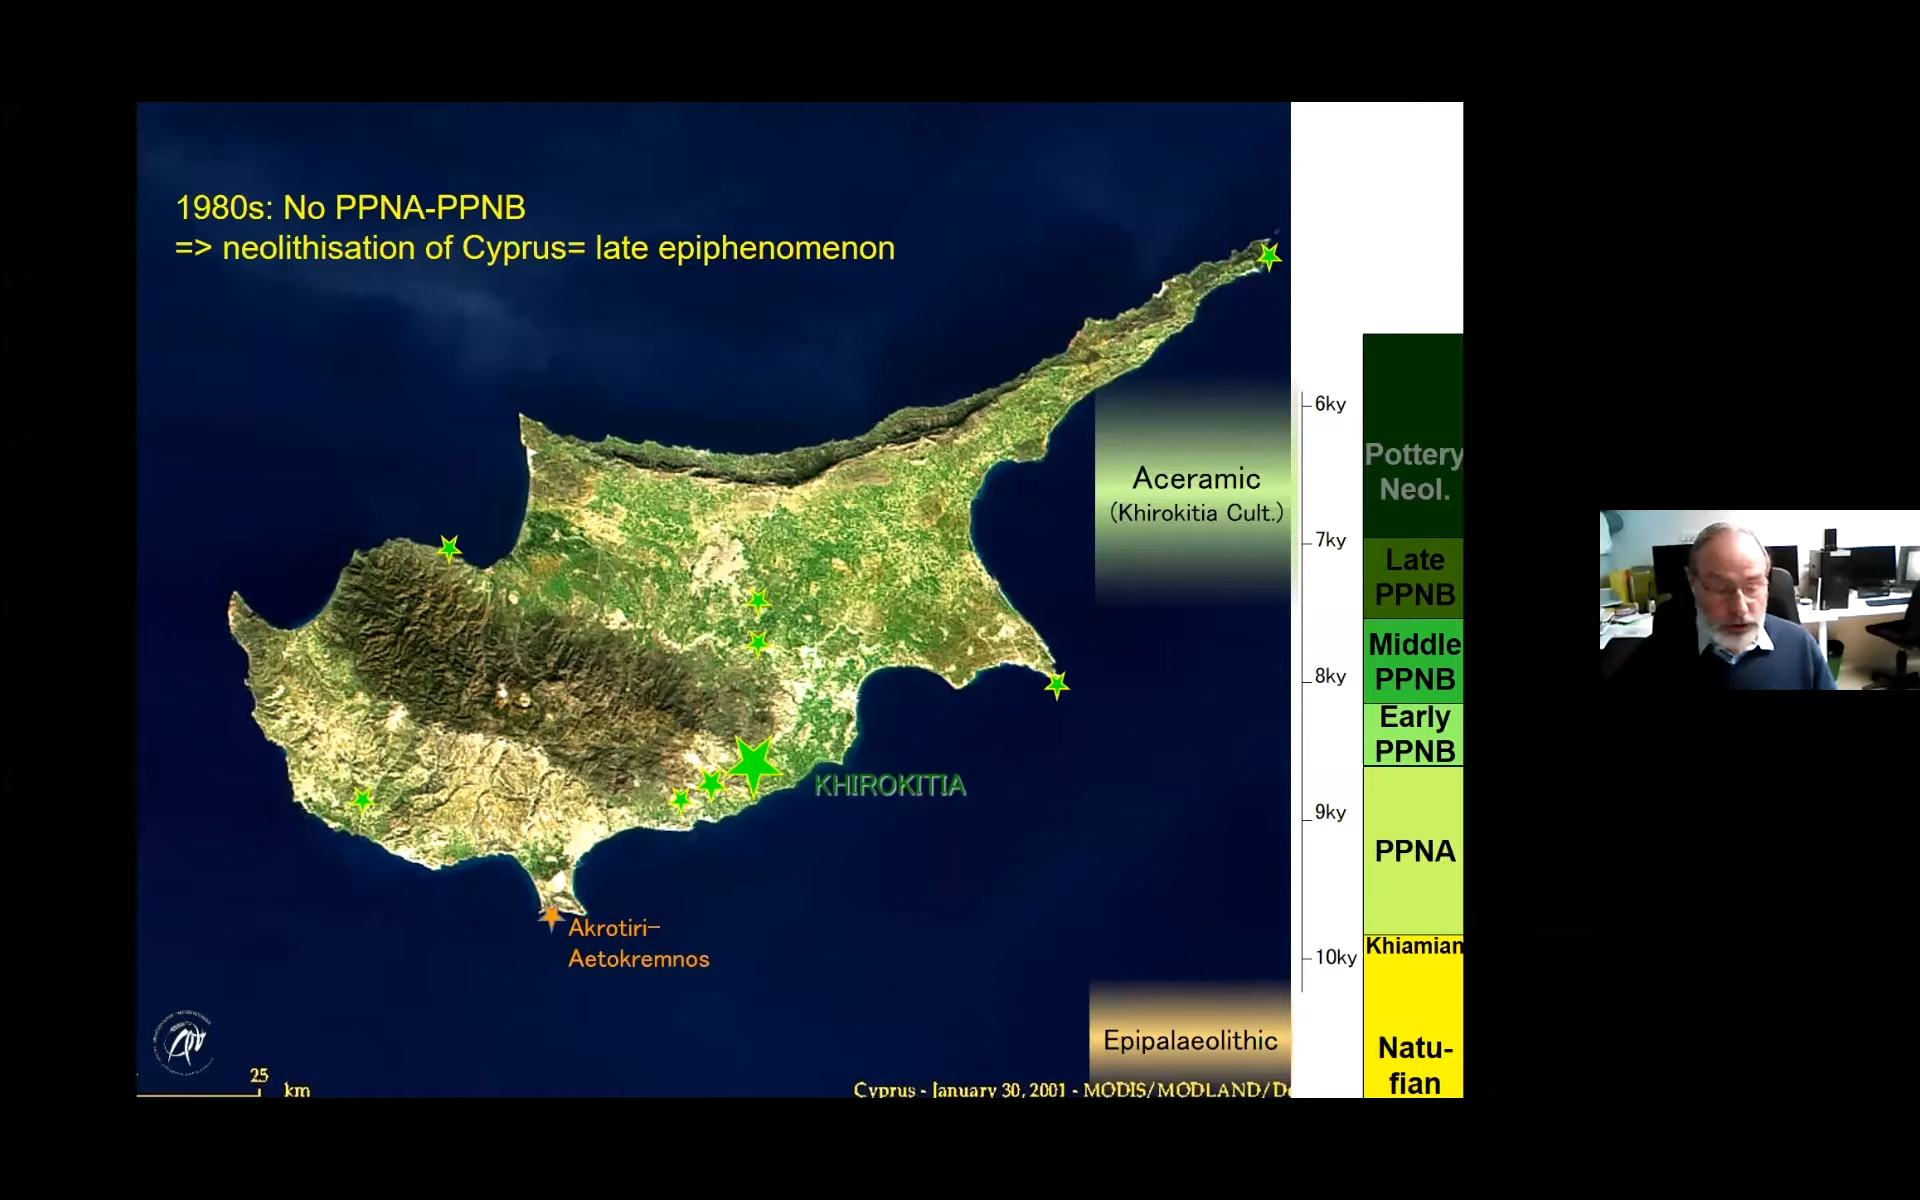 1980s: No PPNA-PPNB
=> neolithisation of Cyprus= late epiphenomenon
Aceramic
(Khirokitia Cult.)
KHIROKITIA
Akrotiri-
Aetokremnos
Epipalaeolithic
25
km
Cyprus - January 30, 2001 - MODIS/MODLAND/De
6ky
7ky
8ky
9ky
10ky
Pottery
Neol.
Late
PPNB
Middle
PPNB
Early
PPNB
PPNA
Khiamian
Natu-
fian